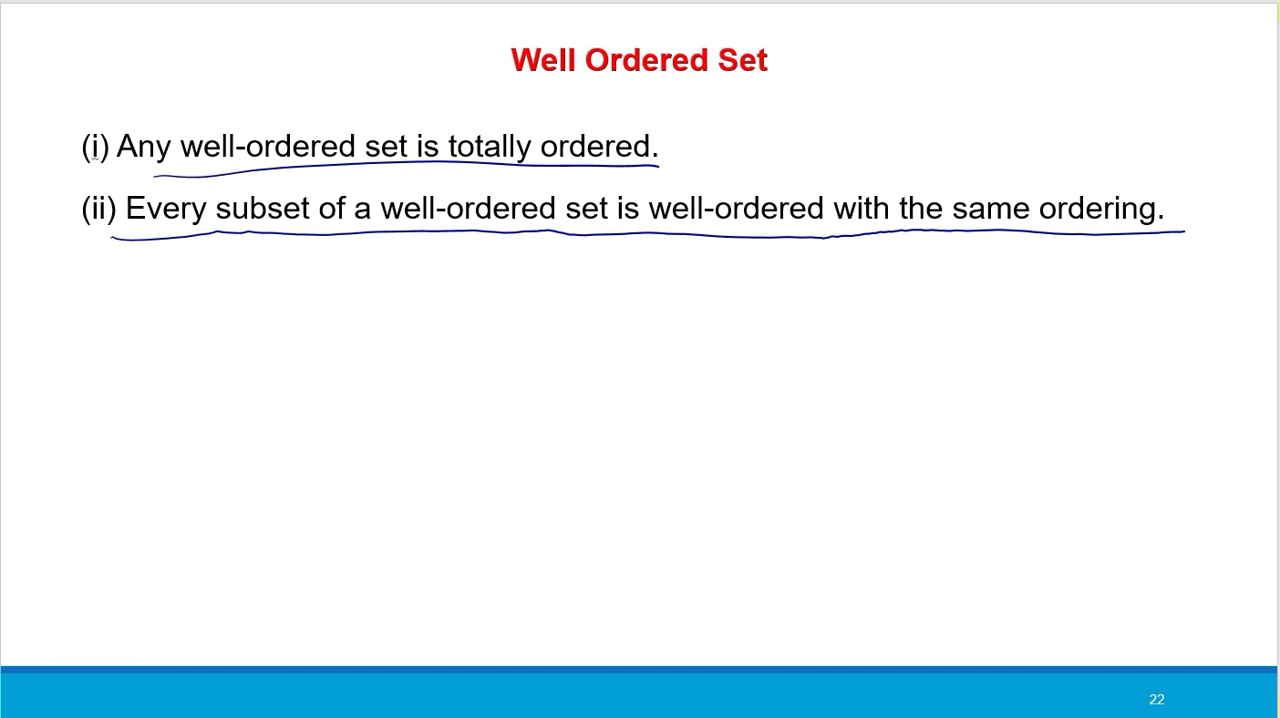 Well Ordered Set
(i) Any well-ordered set is totally ordered.
(ii) Every subset of a well-ordered set is well-ordered with the same ordering.
22